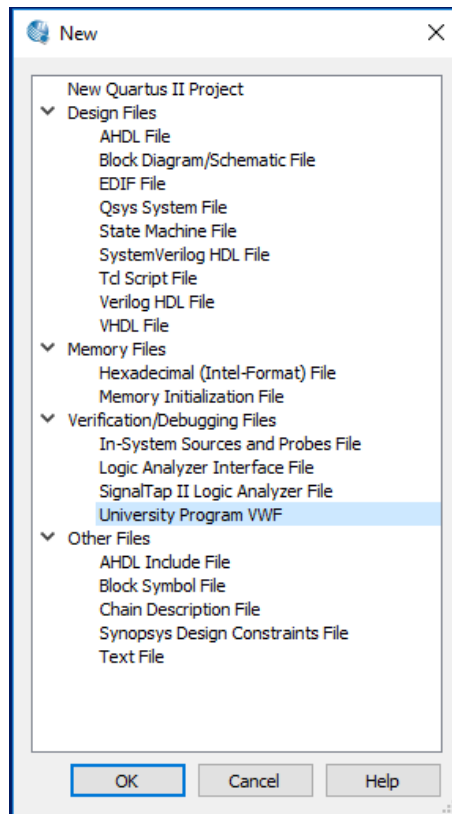 New
New Quartus II Project
Design Files
AHDL File
Block Diagram/Schematic File
EDIF File
Qsys System File
State Machine File
SystemVerilog HDL File
Tcl Script File
Verilog HDL File
VHDL File
Memory Files
Hexadecimal (Intel-Format) File
Memory Initialization File
Verification/Debugging Files
In-System Sources and Probes File
Logic Analyzer Interface File
SignalTap II Logic Analyzer File
University Program VWF
Other Files
AHDL Include File
Block Symbol File
Chain Description File
Synopsys Design Constraints File
Text File
OK Cancel Help